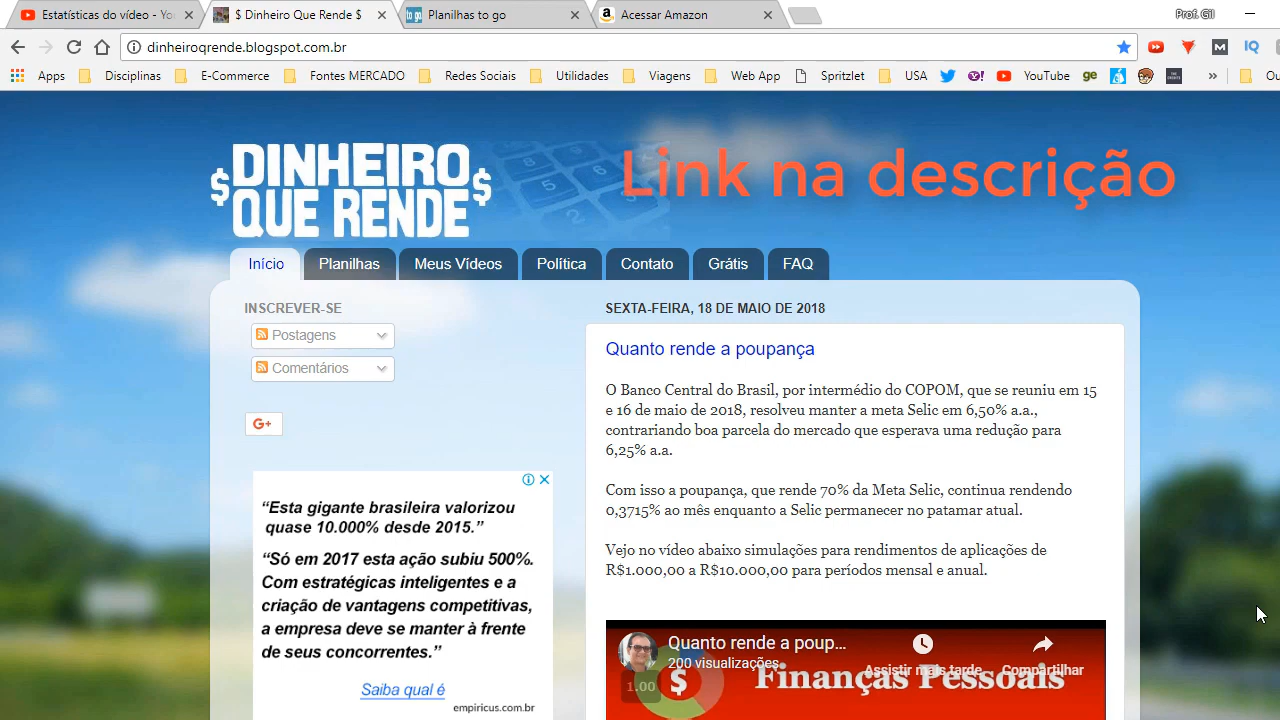 Estatísticas do vídeo - You
$ Dinheiro Que Rende $
Planilhas to go
Acessar Amazon
Prof. Gil
dinheiroqrende.blogspot.com.br
Apps
Disciplinas
E-Commerce
Fontes MERCADO
Redes Sociais
Utilidades
Viagens
Web App
Spritzlet
USA
YouTube
ge
»
Ou
$DINHEIRO$
QUE RENDE
Link na descrição
Início
Planilhas
Meus Vídeos
Política
Contato
Grátis
FAQ
INSCREVER-SE
Postagens
Comentários
G+
“Esta gigante brasileira valorizou
quase 10.000% desde 2015.”
“Só em 2017 esta ação subiu 500%.
Com estratégicas inteligentes e a
criação de vantagens competitivas,
a empresa deve se manter à frente
de seus concorrentes.”
Saiba qual é
empiricus.com.br
SEXTA-FEIRA, 18 DE MAIO DE 2018
Quanto rende a poupança
O Banco Central do Brasil, por intermédio do COPOM, que se reuniu em 15
e 16 de maio de 2018, resolveu manter a meta Selic em 6,50% a.a.,
contrariando boa parcela do mercado que esperava uma redução para
6,25% a.a.
Com isso a poupança, que rende 70% da Meta Selic, continua rendendo
0,3715% ao mês enquanto a Selic permanecer no patamar atual.
Vejo no vídeo abaixo simulações para rendimentos de aplicações de
R$1.000,00 a R$10.000,00 para períodos mensal e anual.
Quanto rende a poup...
200 visualizações
Assistir mais tarde
Compartilhar
1.00
$
Finanças Pessoais